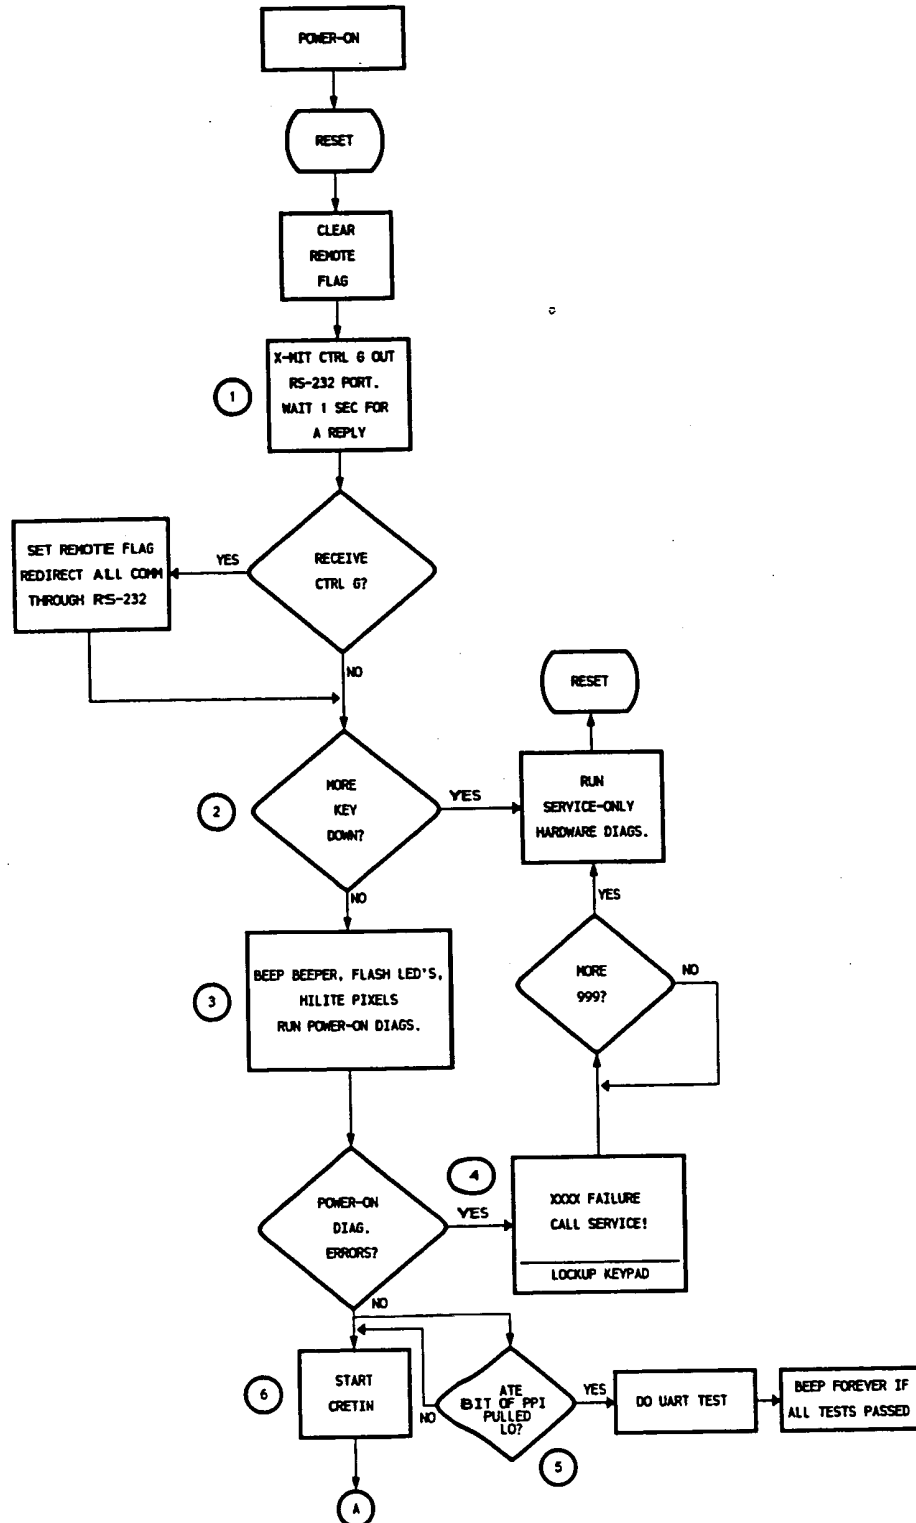 POWER-ON
RESET
CLEAR
REMOTE
FLAG
1
X-MIT CTRL G OUT
RS-232 PORT.
WAIT 1 SEC FOR
A REPLY
SET REMOTE FLAG
REDIRECT ALL COMM
THROUGH RS-232
YES
RECEIVE
CTRL G?
NO
RESET
2
MORE
KEY
DOWN?
YES
RUN
SERVICE-ONLY
HARDWARE DIAGS.
NO
YES
3
BEEP BEEPER, FLASH LED'S,
HILITE PIXELS
RUN POWER-ON DIAGS.
MORE
999?
NO
POWER-ON
DIAG.
ERRORS?
4
YES
XXXX FAILURE
CALL SERVICE!
LOCKUP KEYPAD
NO
6
START
CRETIN
NO
ATE
BIT OF PPI
PULLED
LO?
YES
DO UART TEST
BEEP FOREVER IF
ALL TESTS PASSED
5
A